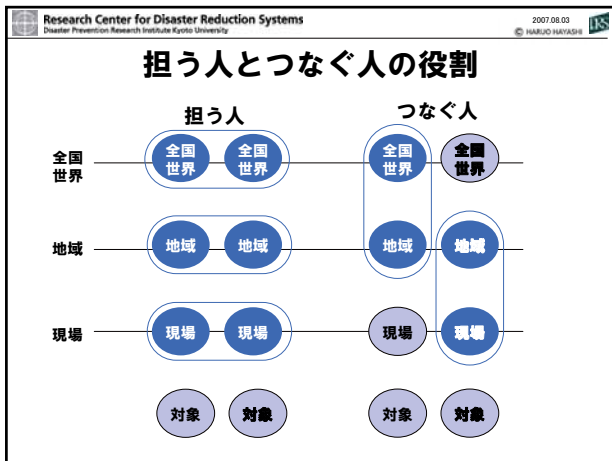 Research Center for Disaster Reduction Systems
Disaster Prevention Research Institute Kyoto University
2007.08.03
© HARUO HAYASHI
DRS
担う人とつなぐ人の役割
担う人
つなぐ人
全国
世界
全国
世界
全国
世界
全国
世界
全国
世界
地域
地域
地域
地域
地域
現場
現場
現場
現場
現場
対象
対象
対象
対象